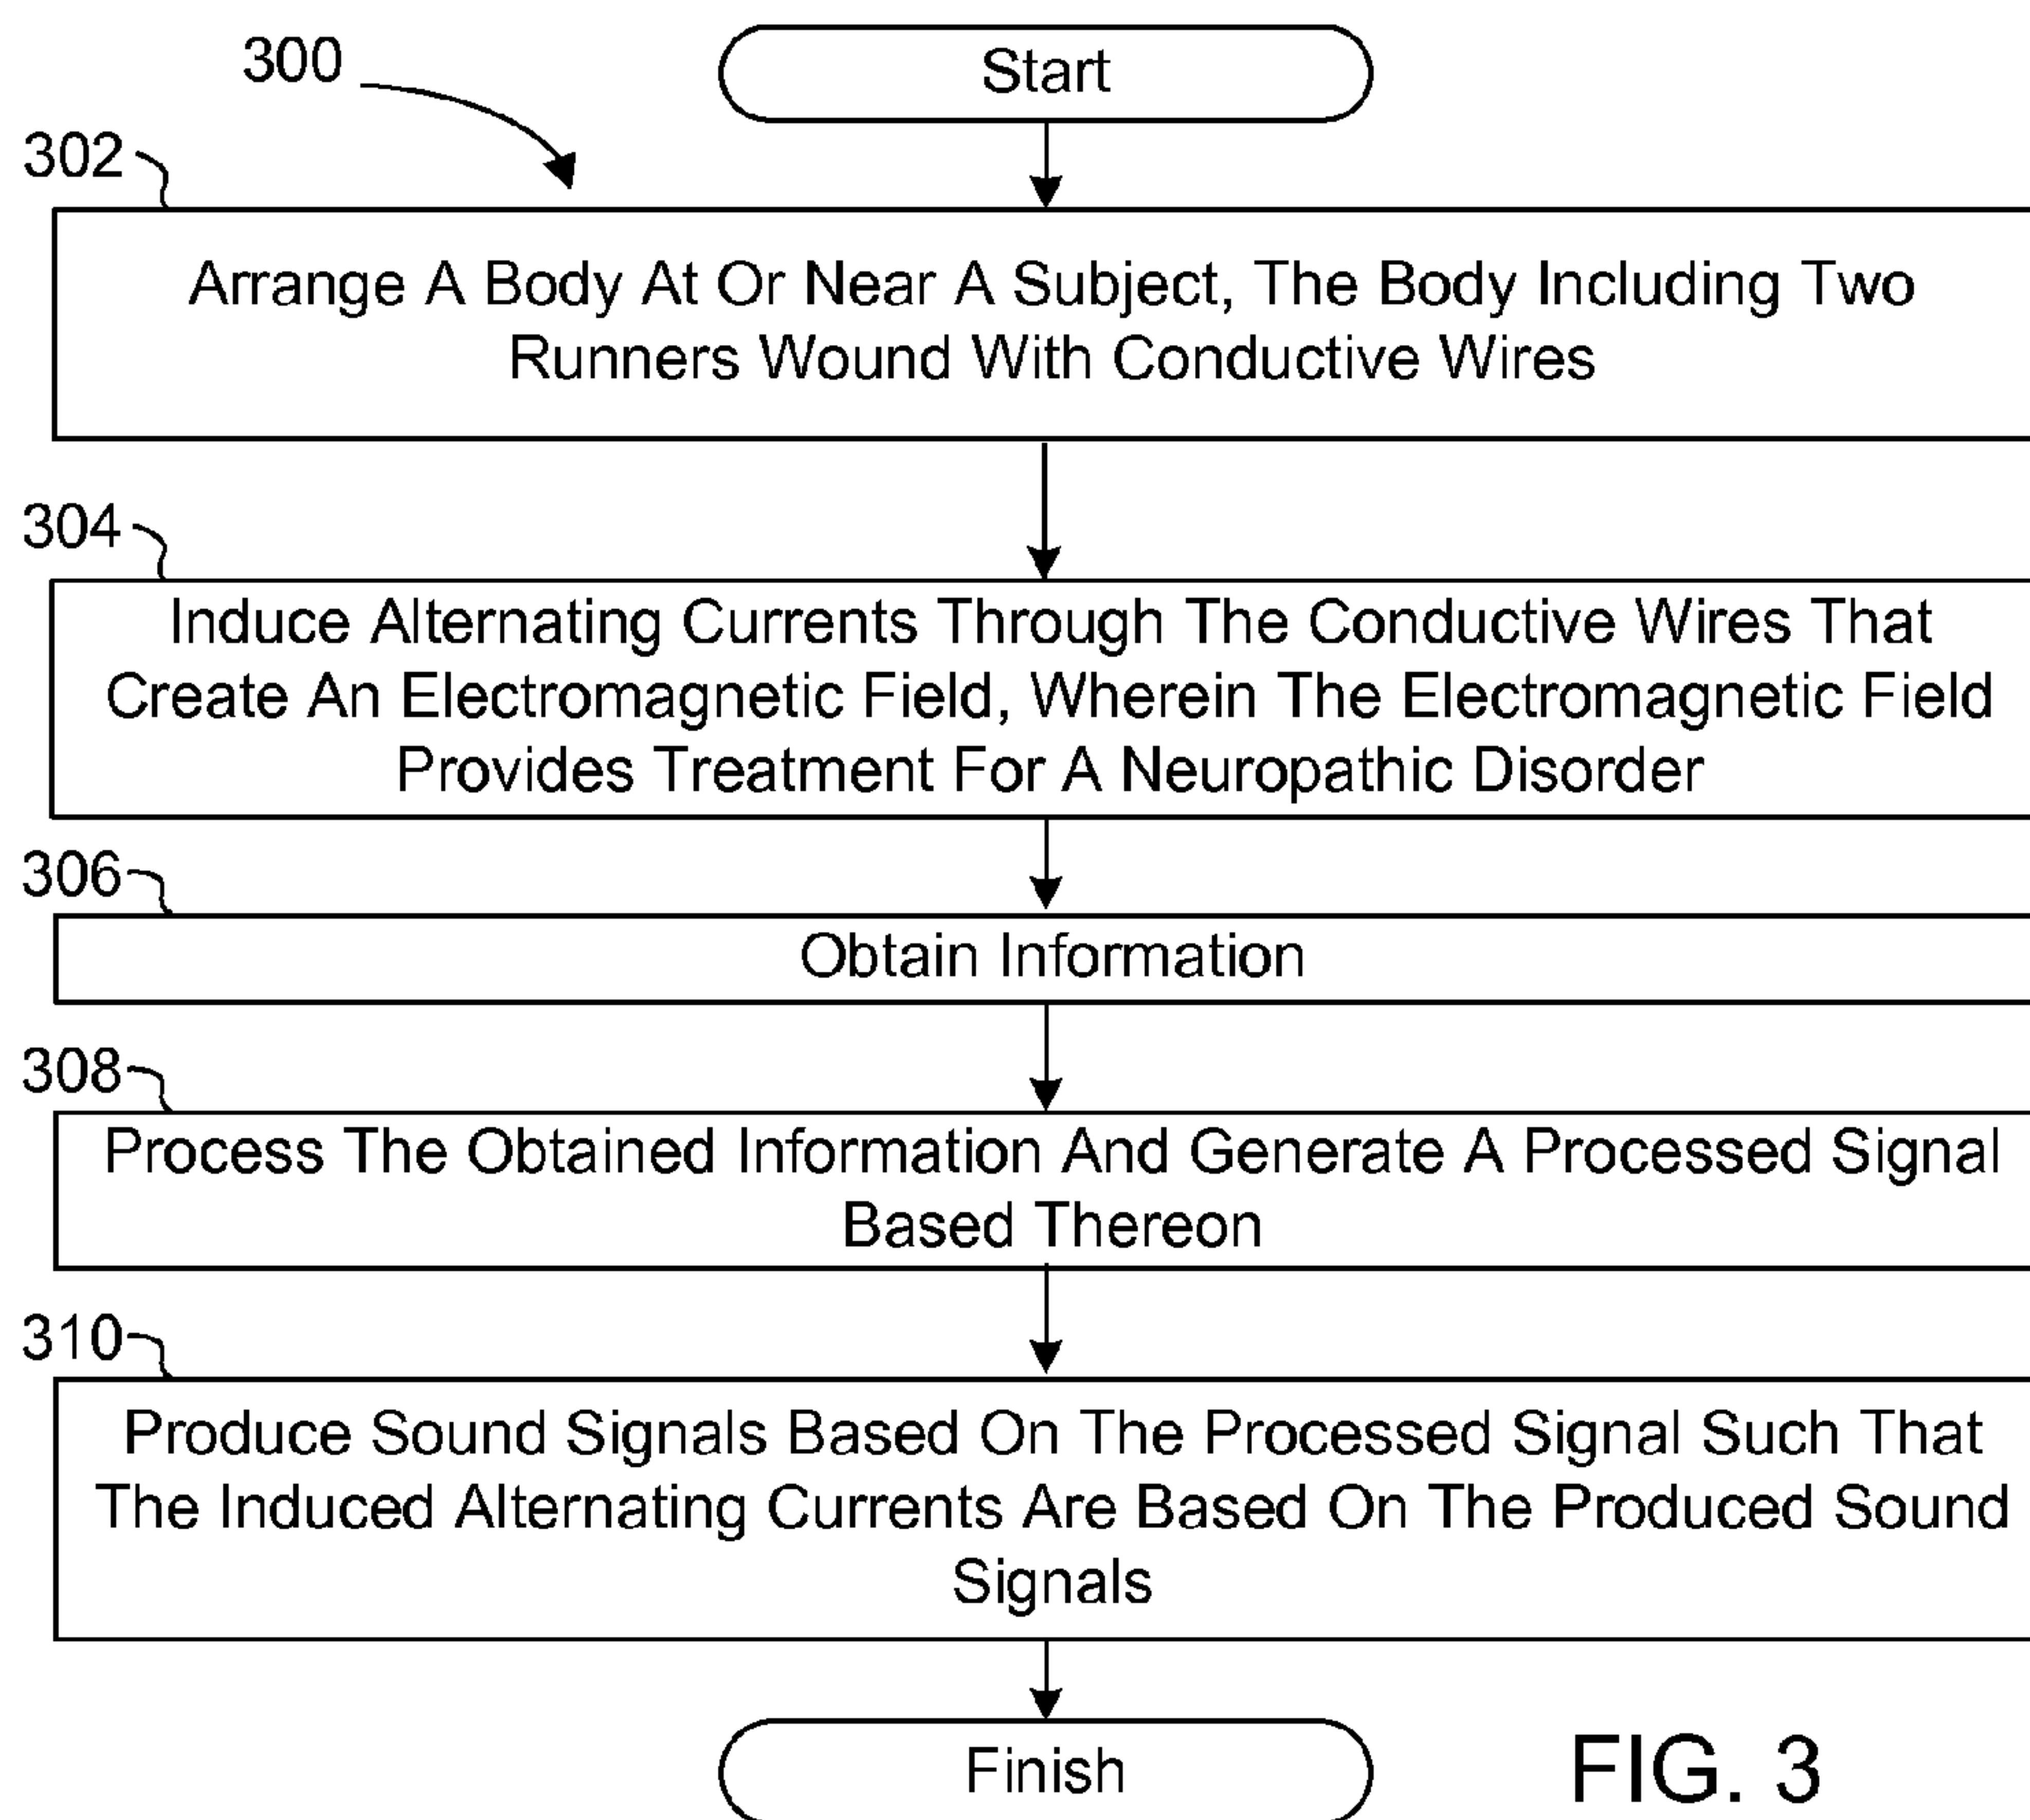 300
Start
302
Arrange A Body At Or Near A Subject, The Body Including Two
Runners Wound With Conductive Wires
304
Induce Alternating Currents Through The Conductive Wires That
Create An Electromagnetic Field, Wherein The Electromagnetic Field
Provides Treatment For A Neuropathic Disorder
306
Obtain Information
308
Process The Obtained Information And Generate A Processed Signal
Based Thereon
310
Produce Sound Signals Based On The Processed Signal Such That
The Induced Alternating Currents Are Based On The Produced Sound
Signals
Finish
FIG. 3